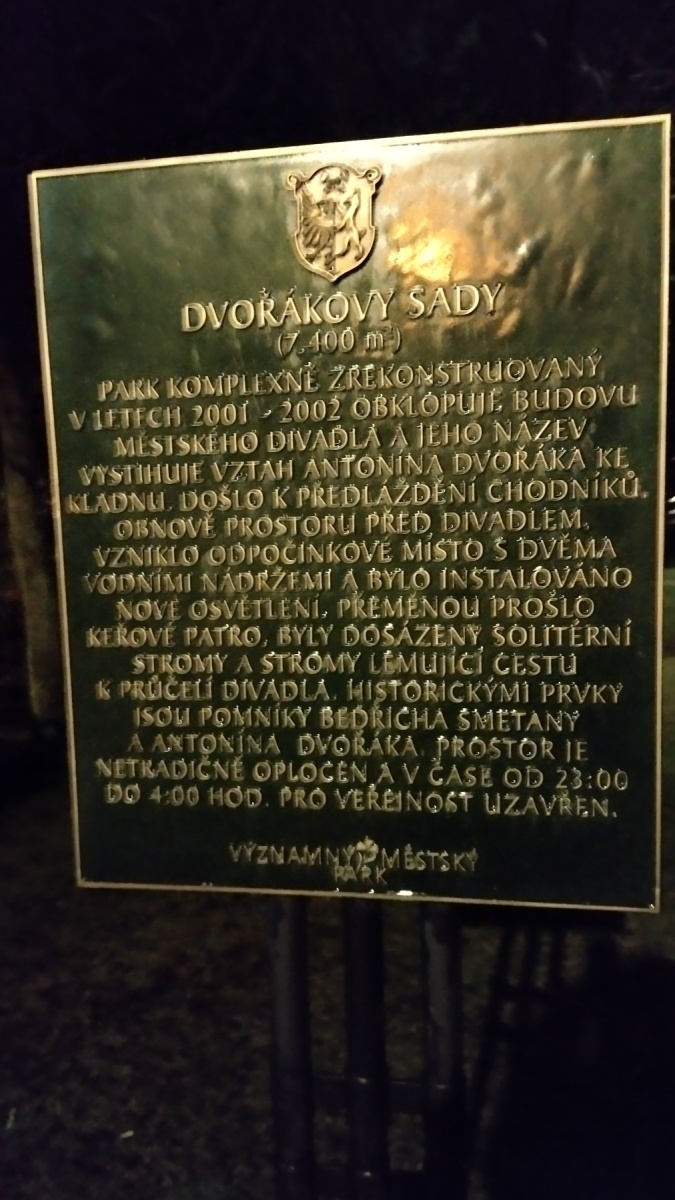 DVOŘÁKOVY SADY
(7.400 m²)
PARK KOMPLEXNĚ ZREKONSTRUOVANÝ
V LETECH 2001 - 2002 OBKLOPUJE BUDOVU
MĚSTSKÉHO DIVADLA A JEHO NÁZEV
VYSTIHUJE VZTAH ANTONÍNA DVOŘÁKA KE
KLADNU. DOŠLO K PŘEDLÁŽDĚNÍ CHODNÍKŮ,
OBNOVĚ PROSTORU PŘED DIVADLEM,
VZNIKLO ODPOČINKOVÉ MÍSTO S DVĚMA
VODNÍMI NÁDRŽEMI A BYLO INSTALOVÁNO
NOVÉ OSVĚTLENÍ. PŘEMĚNOU PROŠLO
KEŘOVÉ PATRO, BYLY DOSÁZENY SOLITÉRNÍ
STROMY A STROMY LEMUJÍCÍ CESTU
K PRŮČELÍ DIVADLA. HISTORICKÝMI PRVKY
JSOU POMNÍKY BEDŘICHA SMETANY
A ANTONÍNA DVOŘÁKA. PROSTOR JE
NETRADIČNĚ OPLOCEN A V ČASE OD 23:00
DO 4:00 HOD. PRO VEŘEJNOST UZAVŘEN.
VÝZNAMNÝ MĚSTSKÝ
PARK